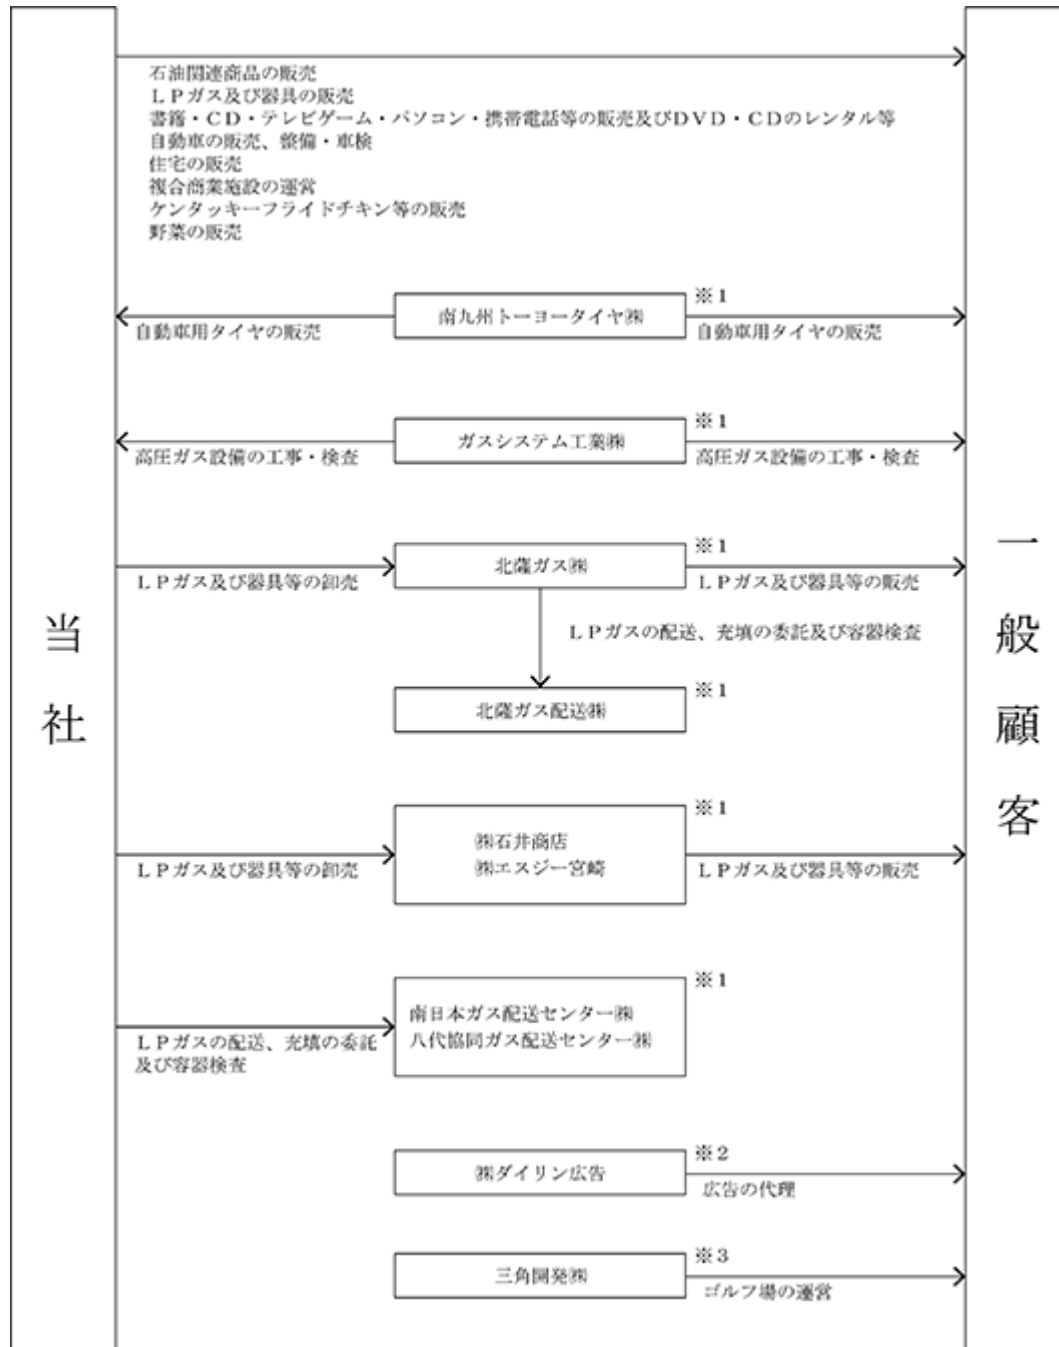 石油関連商品の販売
ＬＰガス及び器具の販売
書籍・ＣＤ・テレビゲーム・パソコン・携帯電話等の販売及びＤＶＤ・ＣＤのレンタル等
自動車の販売、整備・車検
住宅の販売
複合商業施設の運営
ケンタッキーフライドチキン等の販売
野菜の販売
南九州トーヨータイヤ㈱
※１
自動車用タイヤの販売
自動車用タイヤの販売
ガスシステム工業㈱
※１
高圧ガス設備の工事・検査
高圧ガス設備の工事・検査
北薩ガス㈱
※１
ＬＰガス及び器具等の卸売
ＬＰガス及び器具等の販売
ＬＰガスの配送、充填の委託及び容器検査
北薩ガス配送㈱
※１
当社
一般顧客
㈱石井商店
㈱エスジー宮崎
※１
ＬＰガス及び器具等の卸売
ＬＰガス及び器具等の販売
南日本ガス配送センター㈱
八代協同ガス配送センター㈱
※１
ＬＰガスの配送、充填の委託
及び容器検査
㈱ダイリン広告
※２
広告の代理
三角開発㈱
※３
ゴルフ場の運営